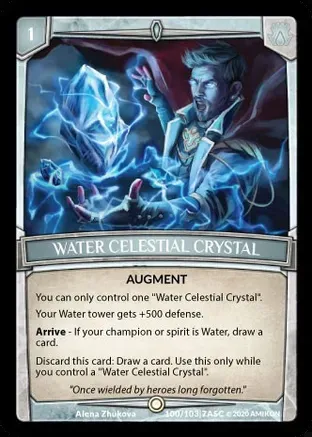 1
WATER CELESTIAL CRYSTAL
AUGMENT
You can only control one "Water Celestial Crystal".
Your Water tower gets +500 defense.
Arrive - If your champion or spirit is Water, draw a
card.
Discard this card: Draw a card. Use this only while
you control a "Water Celestial Crystal".
"Once wielded by heroes long forgotten."
Alena Zhukova
100/103 ZASC © 2020 AMIKON